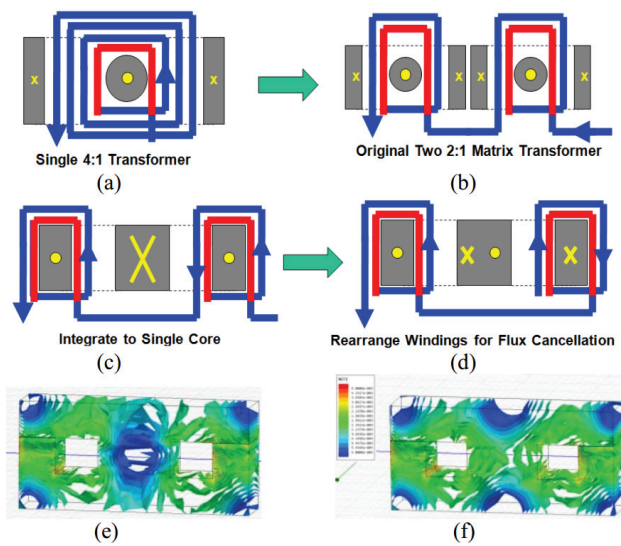 x
x
Single 4:1 Transformer
(a)
x
x
x
x
Original Two 2:1 Matrix Transformer
(b)
X
Integrate to Single Core
(c)
x
x
Rearrange Windings for Flux Cancellation
(d)
(e)
(f)